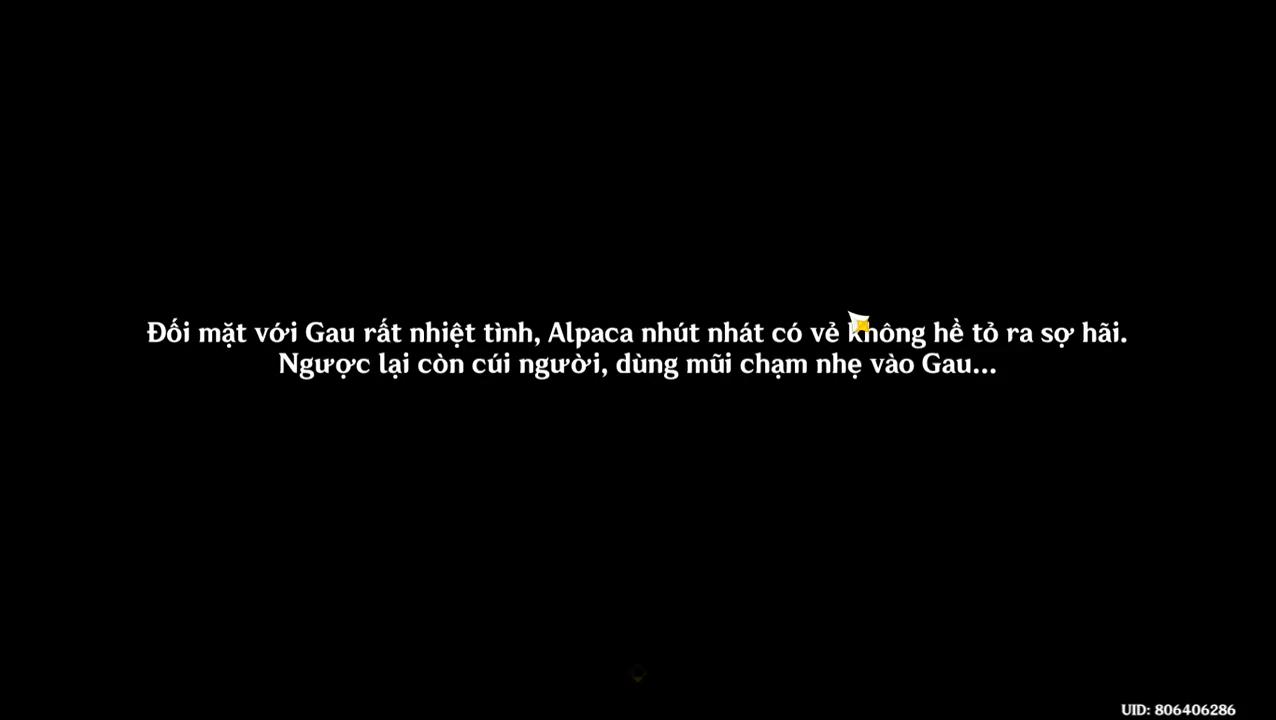 Đối mặt với Gau rất nhiệt tình, Alpaca nhút nhát có vẻ không hề tỏ ra sợ hãi.
Ngược lại còn cúi người, dùng mũi chạm nhẹ vào Gau...
UID: 806406286